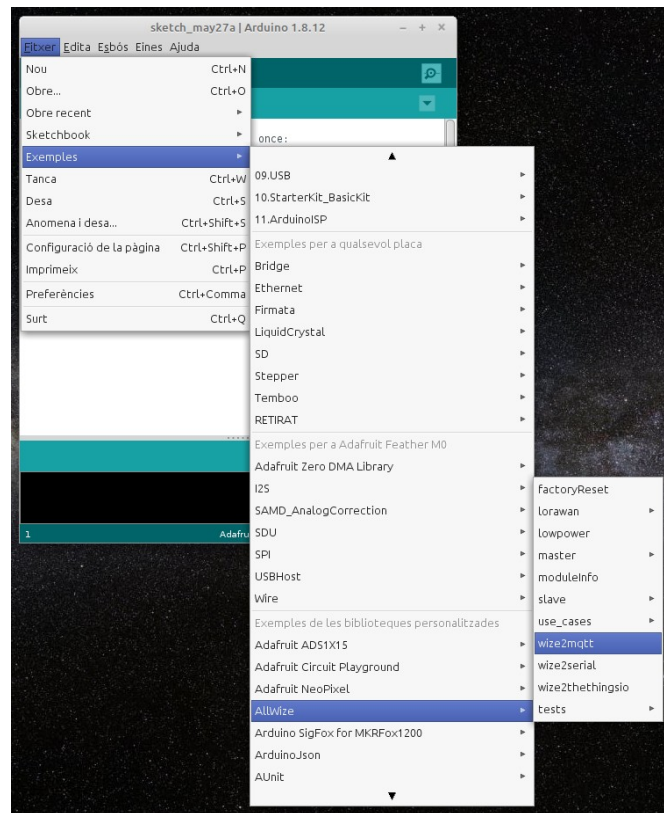 sketch_may27a | Arduino 1.8.12
Fitxer Edita Esbós Eines Ajuda
Nou Ctrl+N
Obre... Ctrl+O
Obre recent
Sketchbook
Exemples
Tanca Ctrl+W
Desa Ctrl+S
Anomena i desa... Ctrl+Shift+S
Configuració de la pàgina Ctrl+Shift+P
Imprimeix Ctrl+P
Preferències Ctrl+Comma
Surt Ctrl+Q
once:
1 Adafru
09.USB
10.StarterKit_BasicKit
11.ArduinoISP
Exemples per a qualsevol placa
Bridge
Ethernet
Firmata
LiquidCrystal
SD
Stepper
Temboo
RETIRAT
Exemples per a Adafruit Feather M0
Adafruit Zero DMA Library
I2S
SAMD_AnalogCorrection
SDU
SPI
USBHost
Wire
Exemples de les biblioteques personalitzades
Adafruit ADS1X15
Adafruit Circuit Playground
Adafruit NeoPixel
AllWize
Arduino SigFox for MKRFox1200
ArduinoJson
AUnit
factoryReset
lorawan
lowpower
master
moduleInfo
slave
use_cases
wize2mqtt
wize2serial
wize2thethingsio
tests